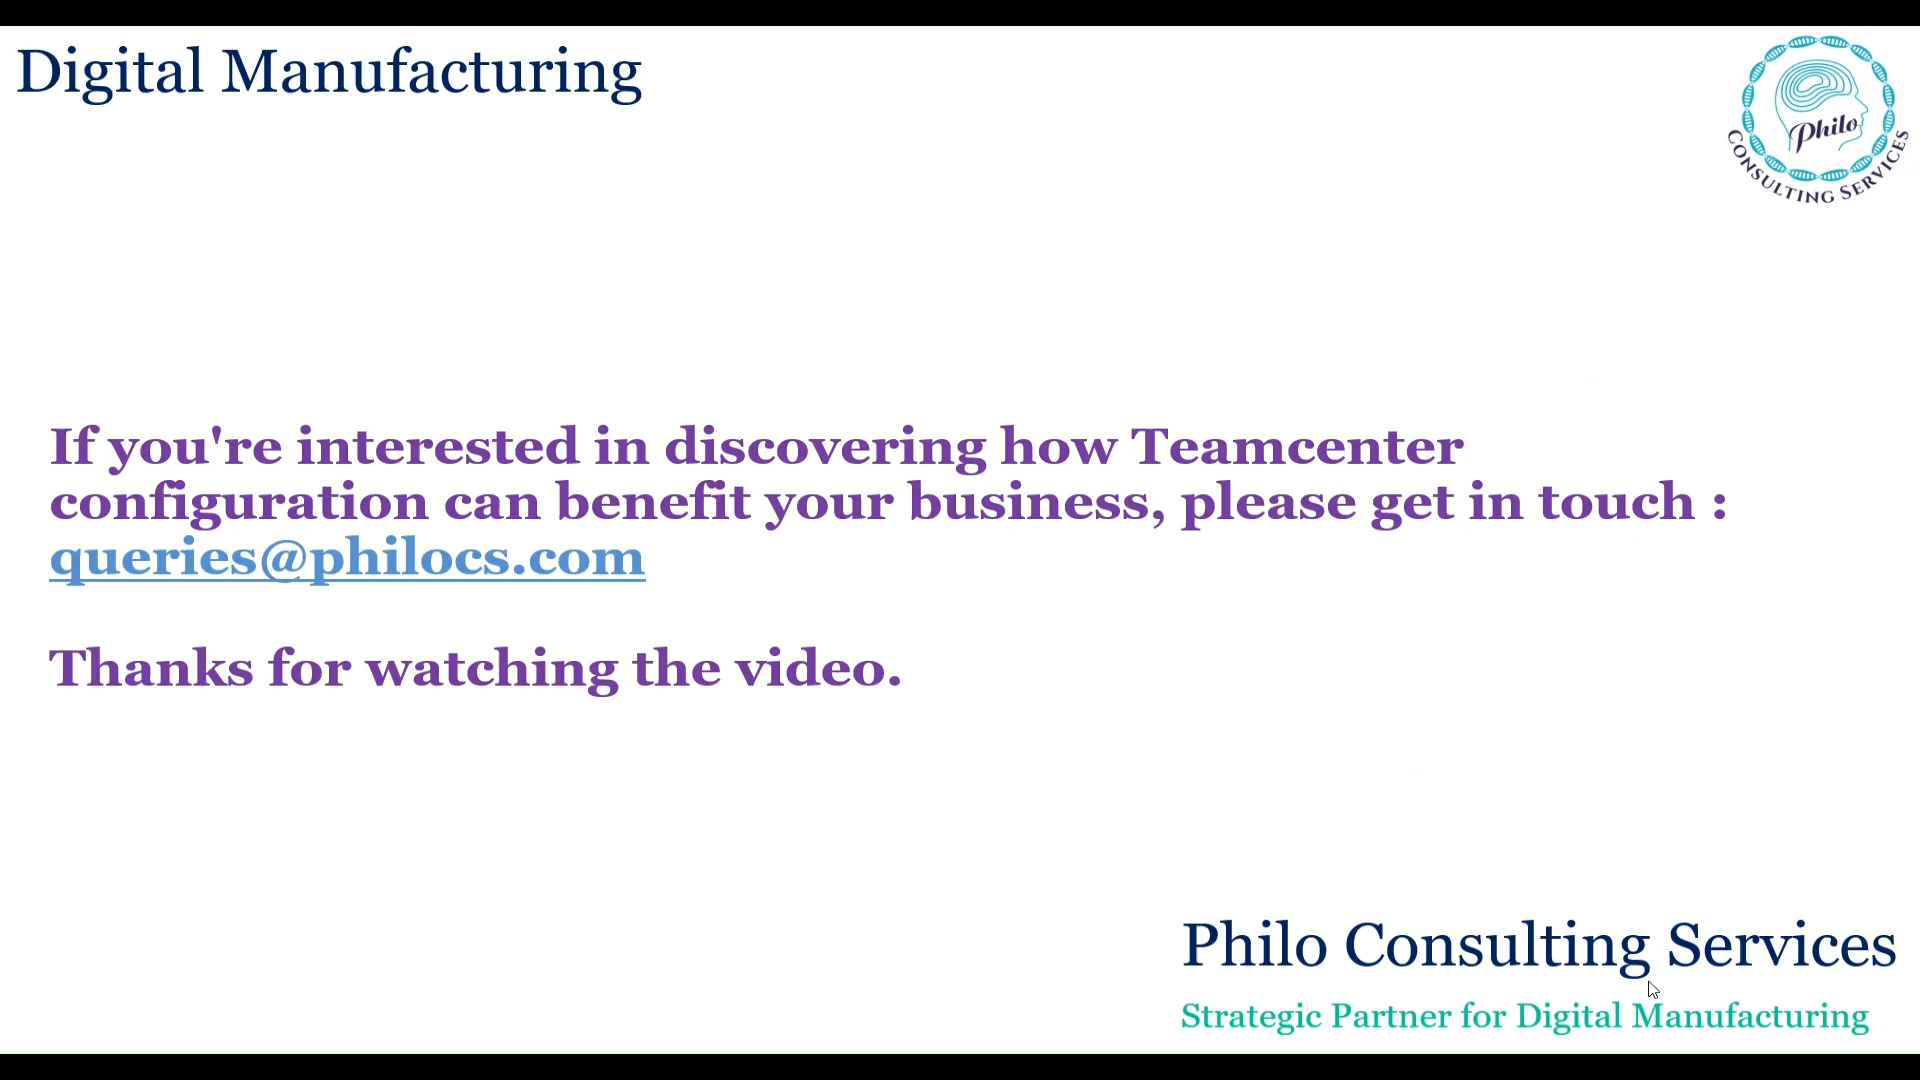 Digital Manufacturing
Philo
CONSULTING SERVICES
If you're interested in discovering how Teamcenter
configuration can benefit your business, please get in touch :
queries@philocs.com
Thanks for watching the video.
Philo Consulting Services
Strategic Partner for Digital Manufacturing